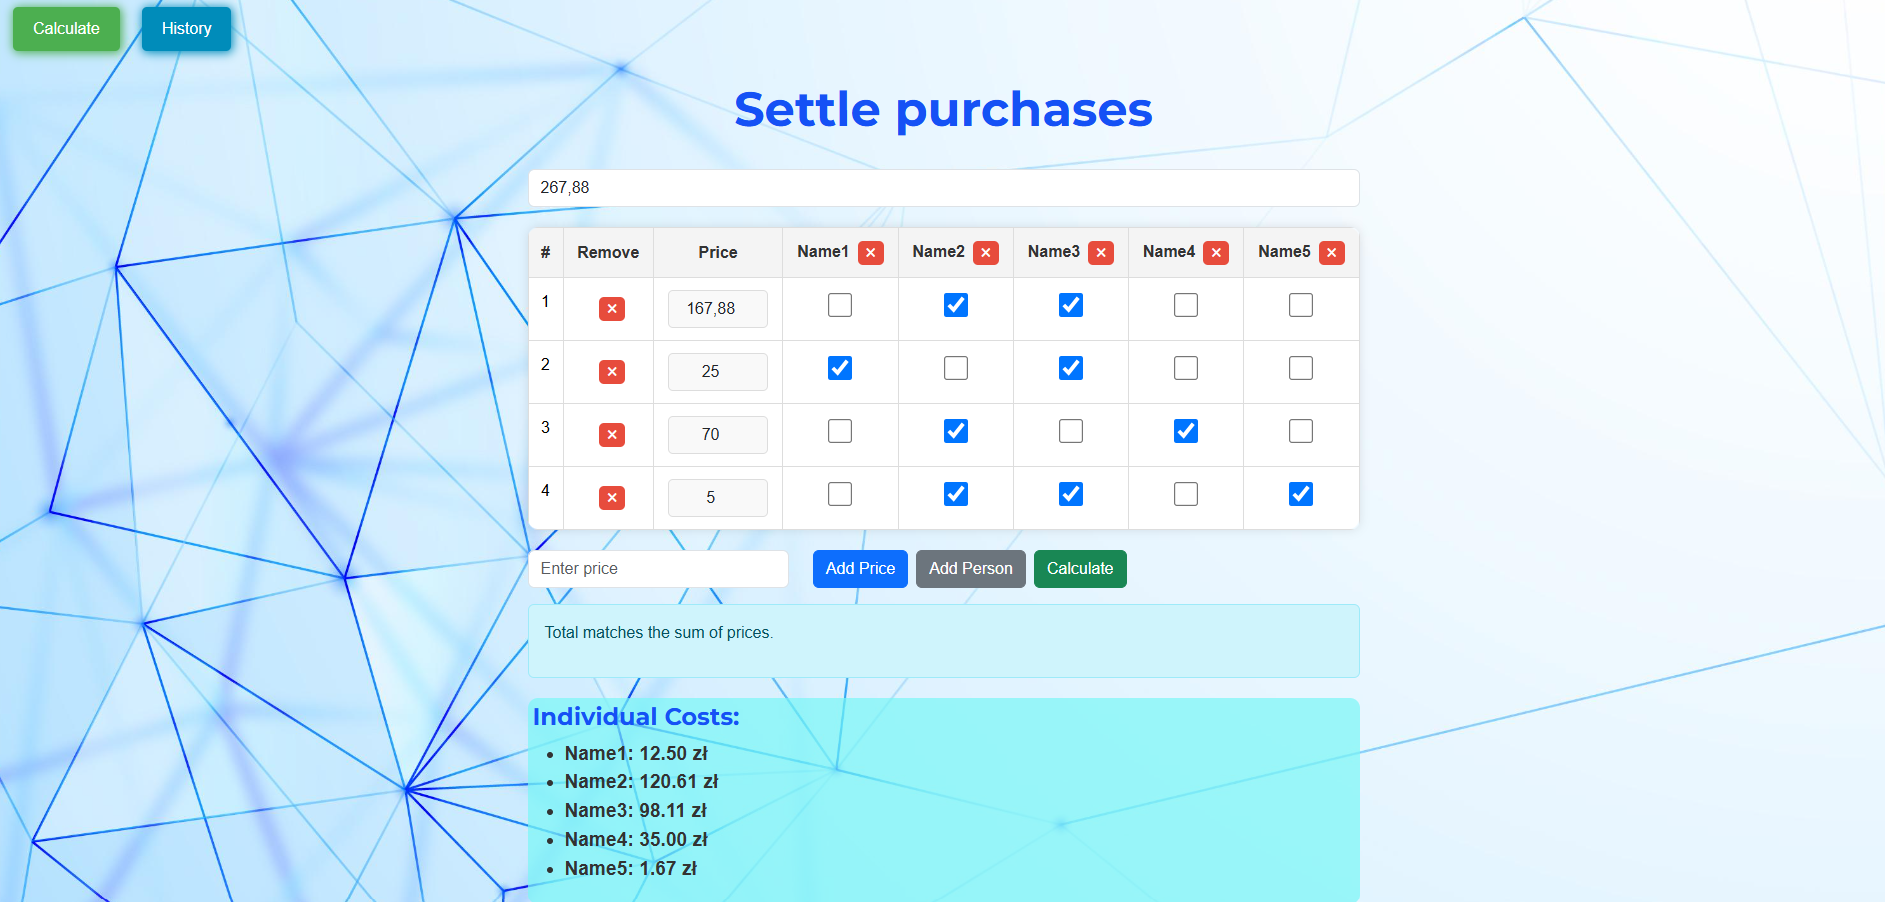 Calculate History
Settle purchases
267,88
# Remove Price Name1 × Name2 × Name3 × Name4 × Name5 ×
1 × 167,88
2 × 25
3 × 70
4 × 5
Enter price Add Price Add Person Calculate
Total matches the sum of prices.
Individual Costs:
• Name1: 12.50 zł
• Name2: 120.61 zł
• Name3: 98.11 zł
• Name4: 35.00 zł
• Name5: 1.67 zł